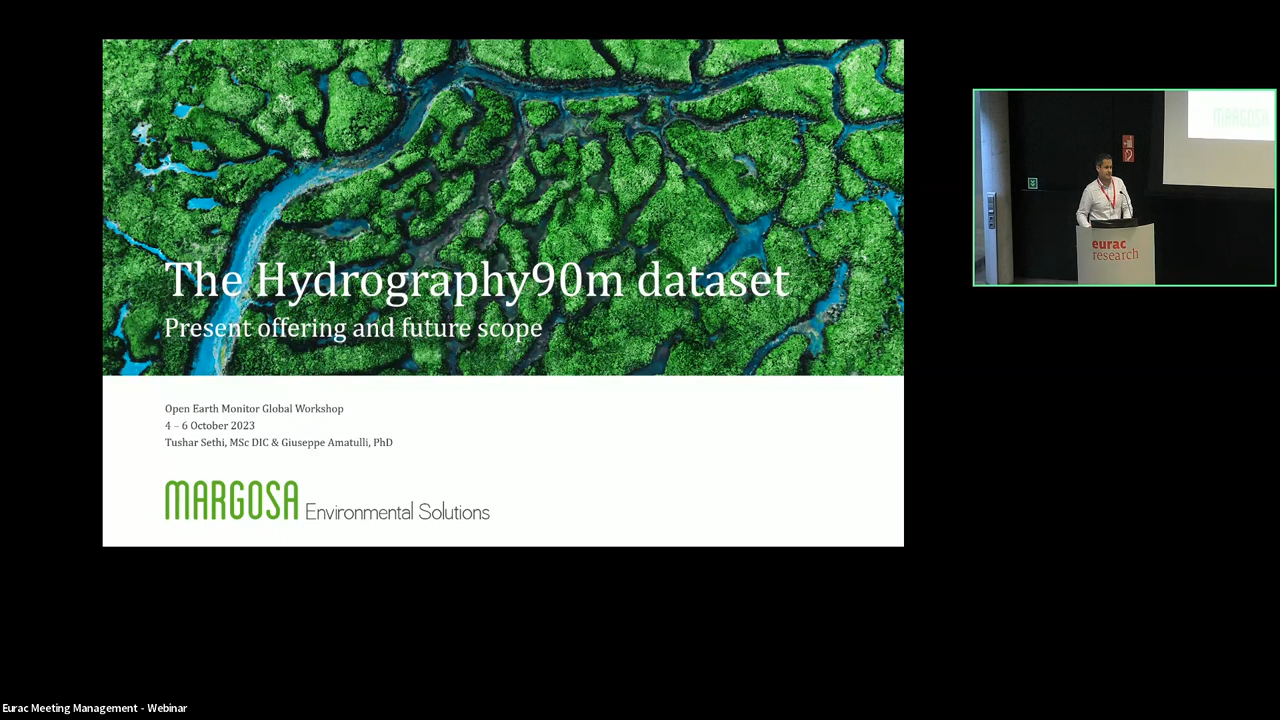 The Hydrography90m dataset
Present offering and future scope
Open Earth Monitor Global Workshop
4 – 6 October 2023
Tushar Sethi, MSc DIC & Giuseppe Amatulli, PhD
MARGOSA Environmental Solutions
MARGOSA
eurac
research
Eurac Meeting Management - Webinar